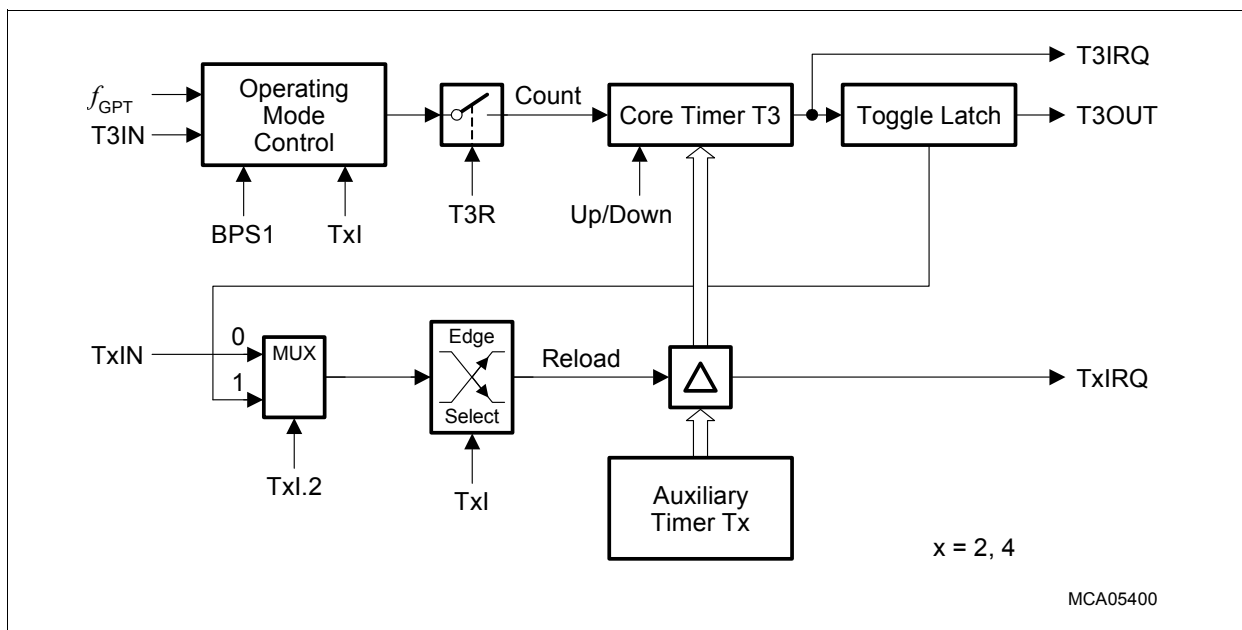 f GPT
T3IN
Operating
Mode
Control
BPS1
TxI
T3R
Count
Core Timer T3
Up/Down
Toggle Latch
T3IRQ
T3OUT
TxIN
0
1
MUX
TxI.2
Edge
Select
TxI
Reload
TxIRQ
Auxiliary
Timer Tx
x = 2, 4
MCA05400